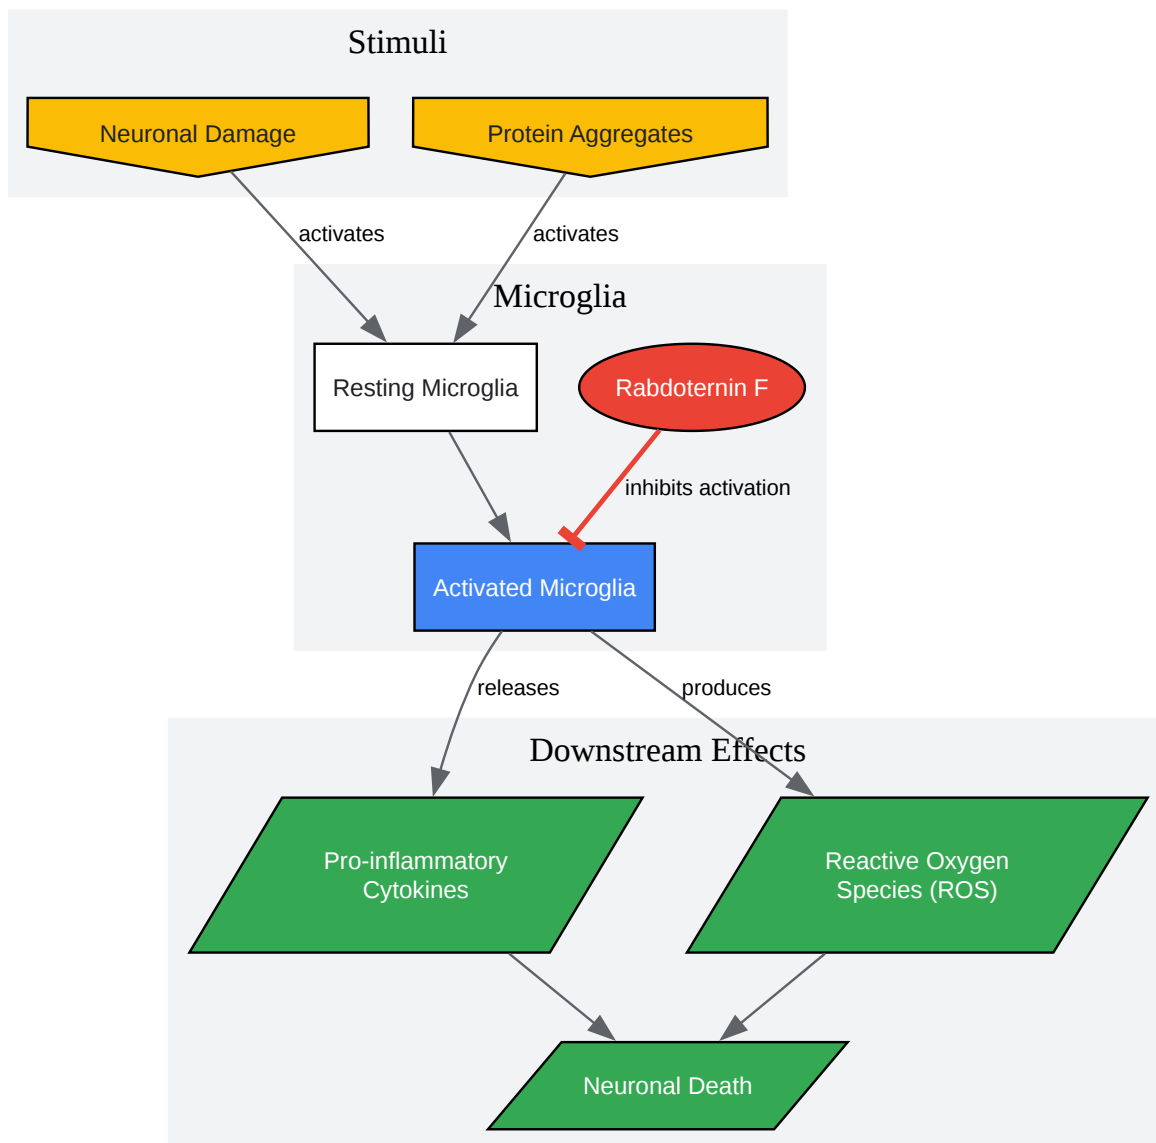 Stimuli
Neuronal Damage
Protein Aggregates
activates
activates
Microglia
Resting Microglia
Rabdoternin F
inhibits activation
Activated Microglia
releases
produces
Downstream Effects
Pro-inflammatory
Cytokines
Reactive Oxygen
Species (ROS)
Neuronal Death